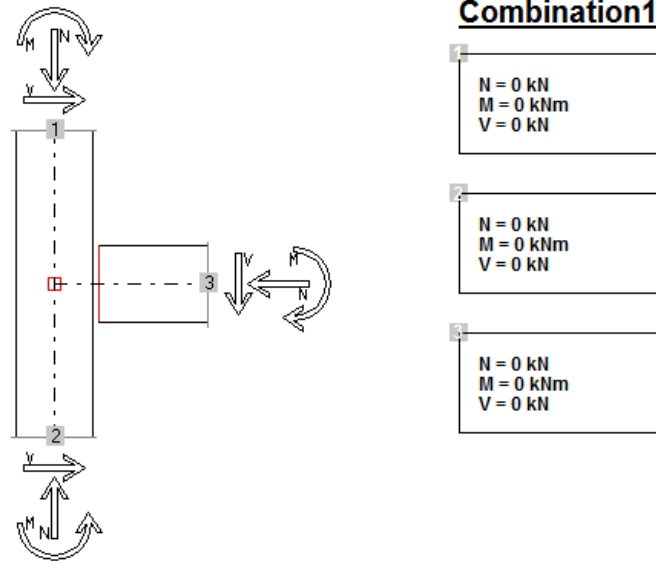 Combination1
M
N
V
1
1
N = 0 kN
M = 0 kNm
V = 0 kN
2
N = 0 kN
M = 0 kNm
V = 0 kN
V
M
3
N
3
N = 0 kN
M = 0 kNm
V = 0 kN
2
V
M
N